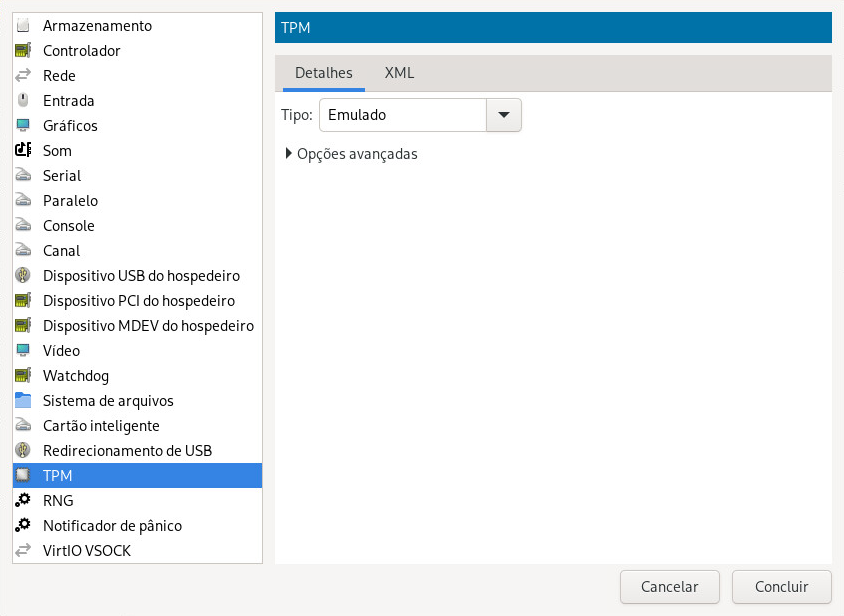 Armazenamento
Controlador
Rede
Entrada
Gráficos
Som
Serial
Paralelo
Console
Canal
Dispositivo USB do hospedeiro
Dispositivo PCI do hospedeiro
Dispositivo MDEV do hospedeiro
Vídeo
Watchdog
Sistema de arquivos
Cartão inteligente
Redirecionamento de USB
TPM
RNG
Notificador de pânico
VirtIO VSOCK
TPM
Detalhes XML
Tipo: Emulado
Opções avançadas
Cancelar Concluir